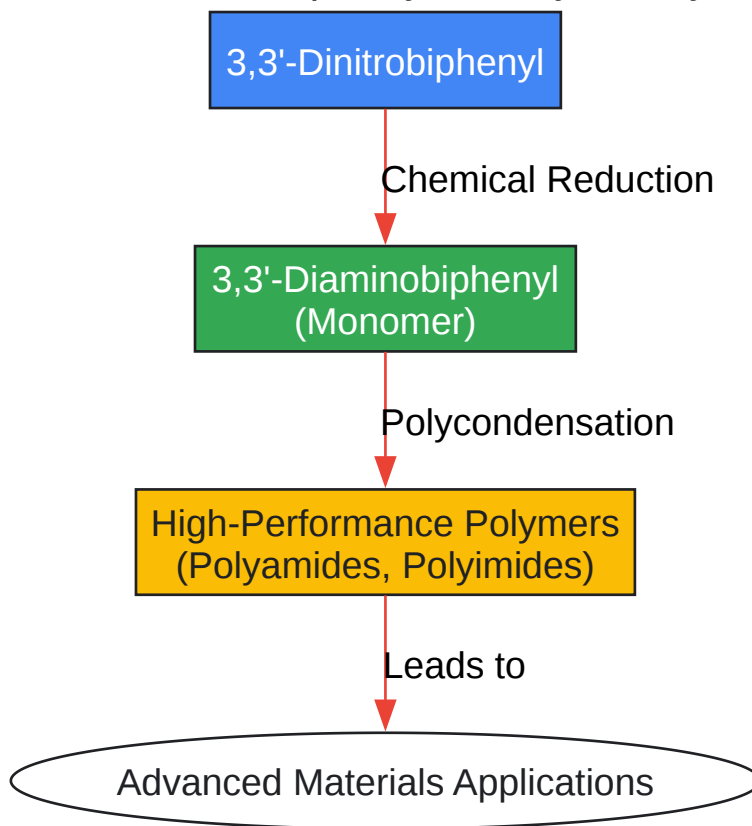 3,3'-Dinitrobiphenyl
Chemical Reduction
3,3'-Diaminobiphenyl
(Monomer)
Polycondensation
High-Performance Polymers
(Polyamides, Polyimides)
Leads to
Advanced Materials Applications